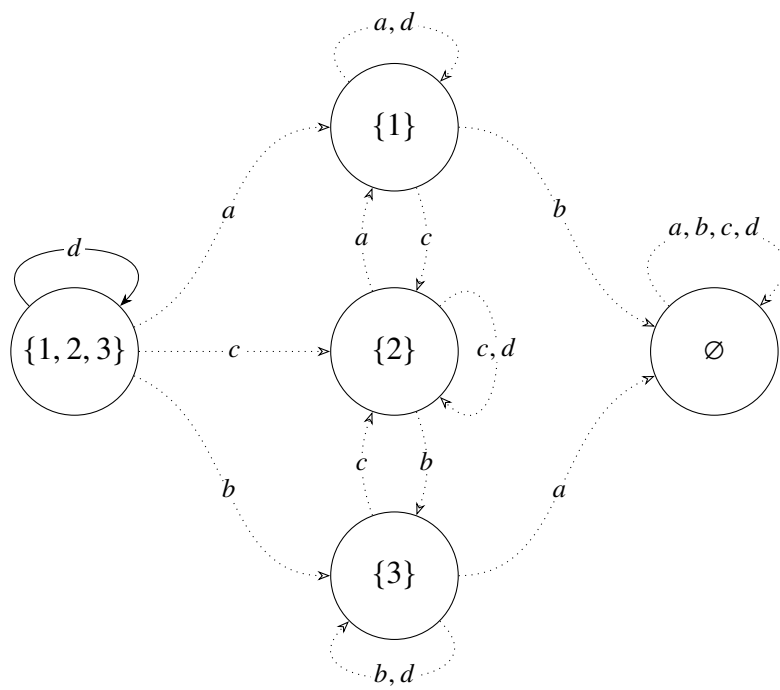 a, d
{1}
a
b
a
c
a, b, c, d
d
{1, 2, 3}
c
{2}
c, d
∅
b
c
b
a
{3}
b, d